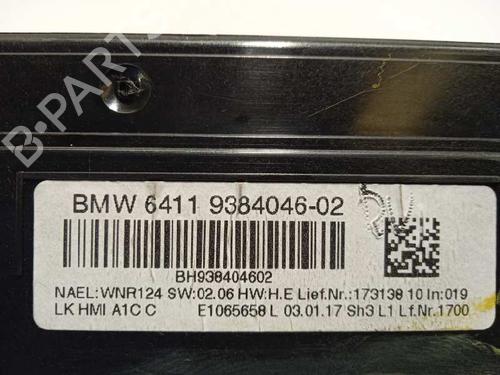 BMW 6411 9384046-02
BH938404602
NAEL:WNR124 SW:02.06 HW:H.E Lief.Nr.:173138 10 In:019
LK HMI A1C C E1065658 L 03.01.17 Sh3 L1 Lf.Nr.1700
B-PARTS